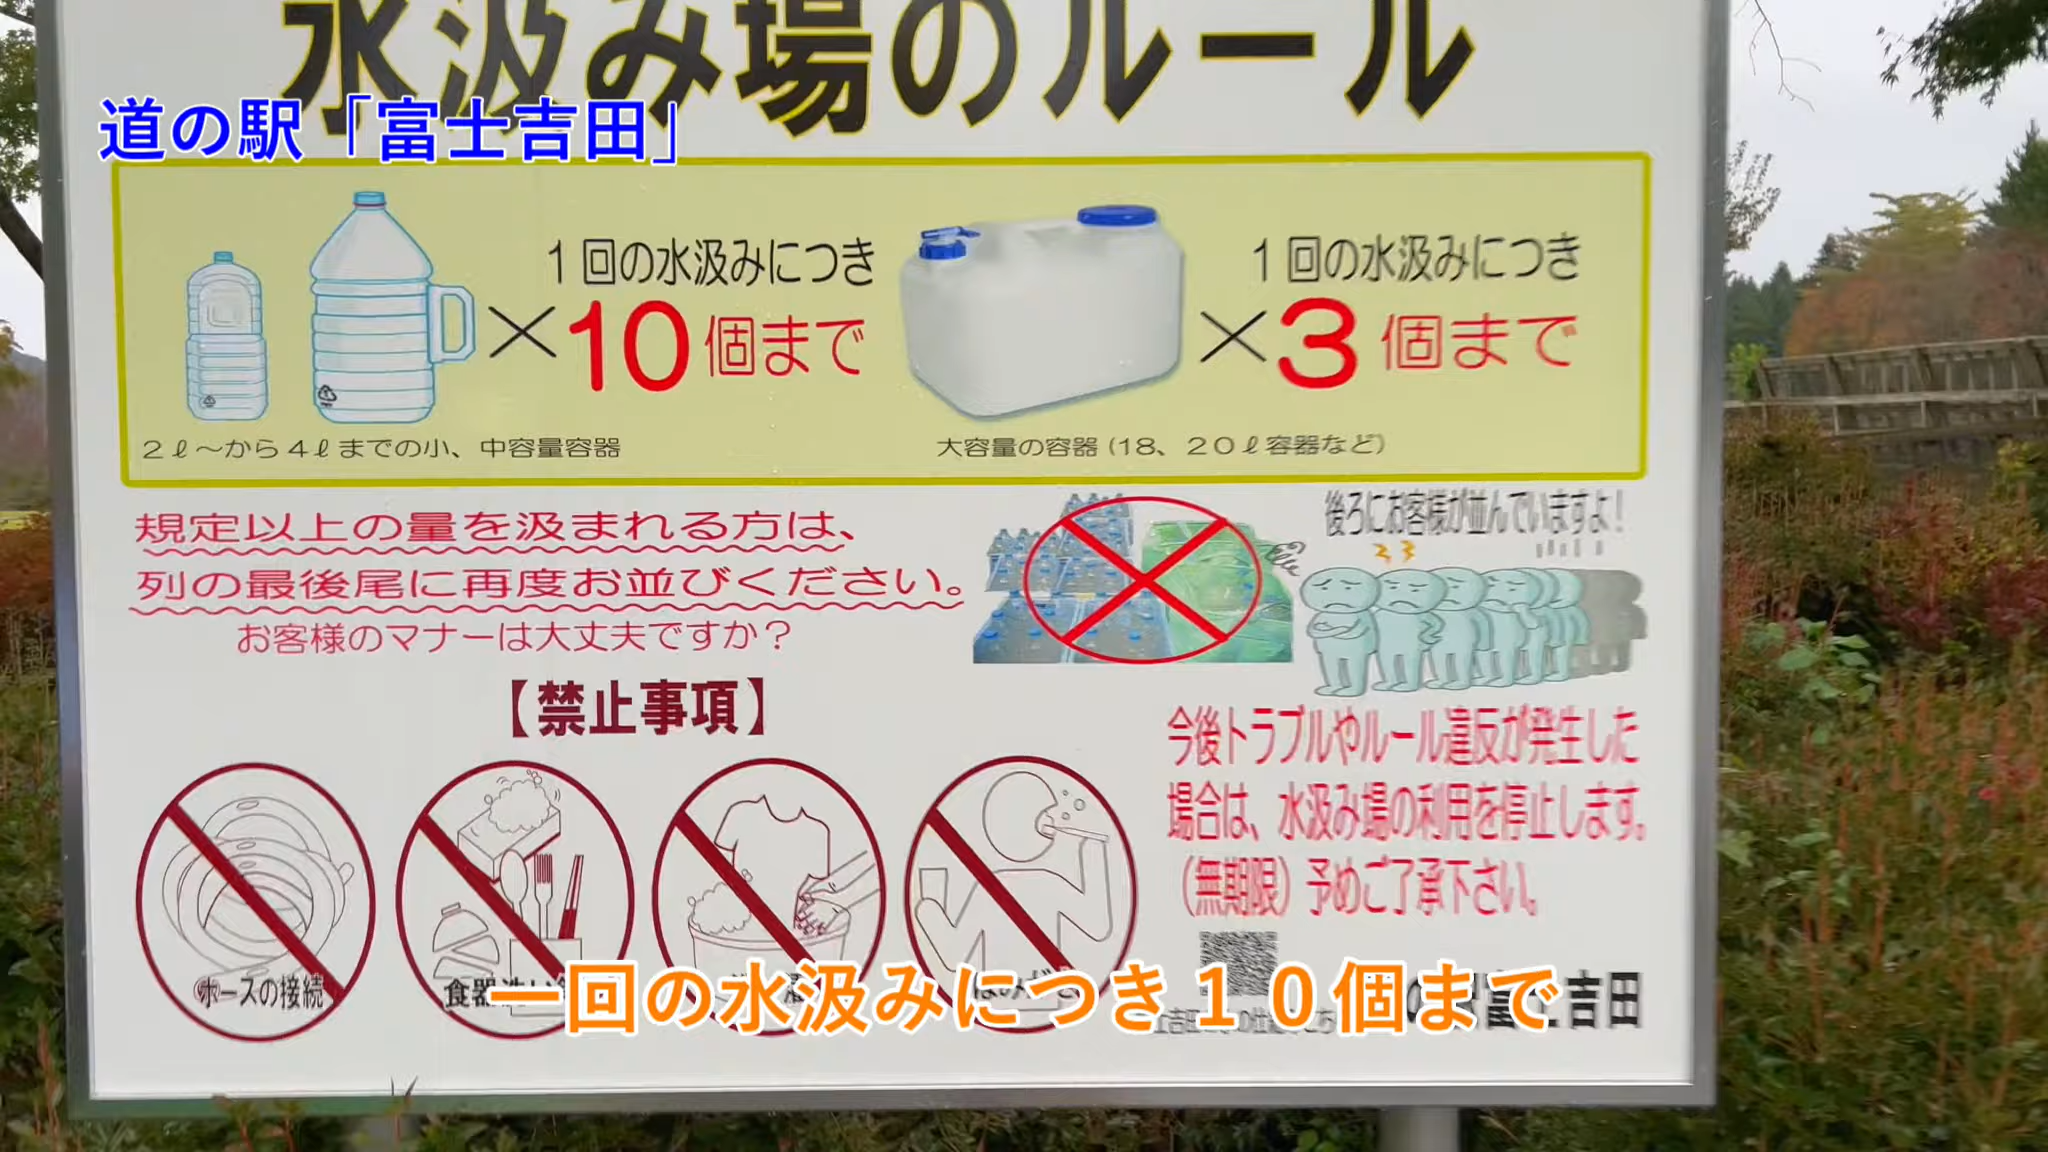 水汲み場のルール
道の駅「富士吉田」
1回の水汲みにつき
×10個まで
2ℓ～から4ℓまでの小、中容量容器
1回の水汲みにつき
×3個まで
大容量の容器(18、20ℓ容器など)
規定以上の量を汲まれる方は、
列の最後尾に再度お並びください。
お客様のマナーは大丈夫ですか？
後ろにお客様が並んでいますよ！
【禁止事項】
今後トラブルやルール違反が発生した
場合は、水汲み場の利用を停止します。
(無期限)予めご了承下さい。
ホースの接続
食器洗い
吉田
一回の水汲みにつき１０個まで